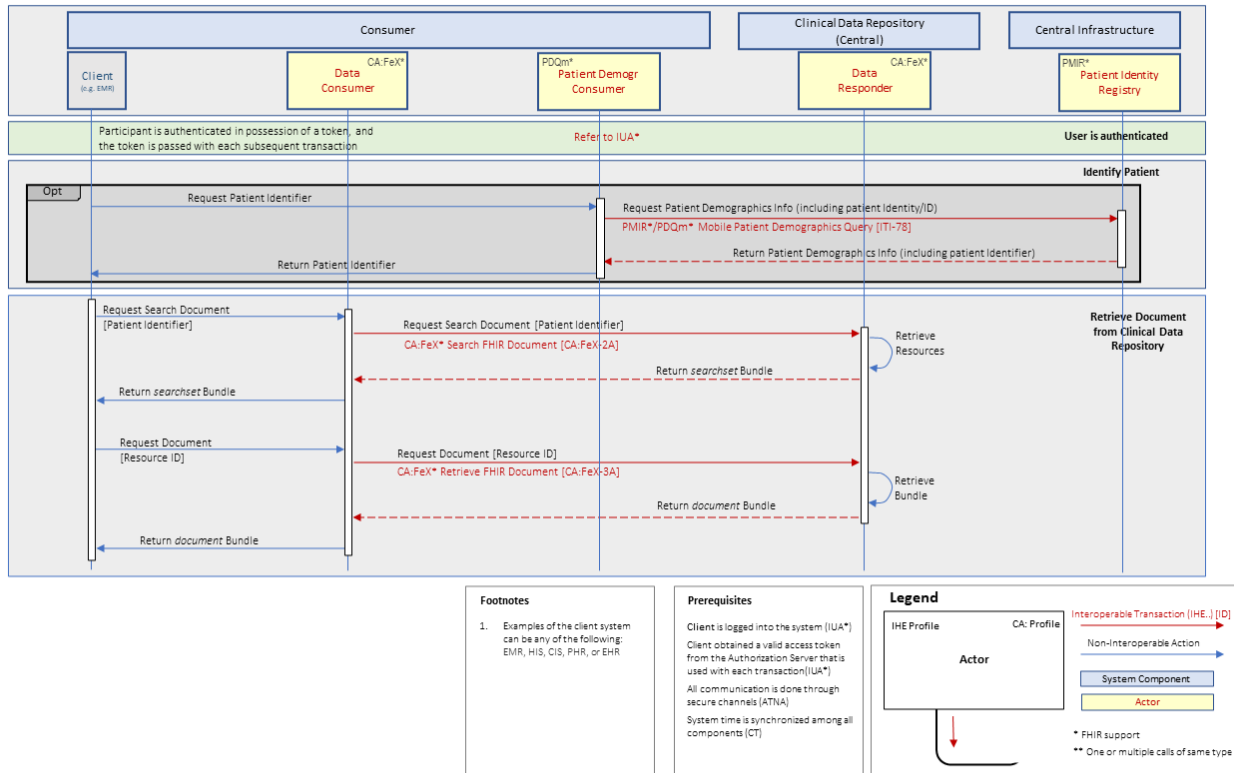 Consumer
Clinical Data Repository
(Central)
Central Infrastructure
Client
(e.g. EMR)
CA:FeX*
Data
Consumer
PDQm*
Patient Demogr
Consumer
CA:FeX*
Data
Responder
PMIR*
Patient Identity
Registry
Participant is authenticated in possession of a token, and
the token is passed with each subsequent transaction
Refer to IUA*
User is authenticated
Identify Patient
Opt
Request Patient Identifier
Request Patient Demographics Info (including patient Identity/ID)
PMIR*/PDQm* Mobile Patient Demographics Query [ITI-78]
Return Patient Demographics Info (including patient Identifier)
Return Patient Identifier
Retrieve Document
from Clinical Data
Repository
Request Search Document
[Patient Identifier]
Request Search Document [Patient Identifier]
CA:FeX* Search FHIR Document [CA:FeX-2A]
Retrieve
Resources
Return searchset Bundle
Return searchset Bundle
Request Document
[Resource ID]
Request Document [Resource ID]
CA:FeX* Retrieve FHIR Document [CA:FeX-3A]
Retrieve
Bundle
Return document Bundle
Return document Bundle
Footnotes
1. Examples of the client system
can be any of the following:
EMR, HIS, CIS, PHR, or EHR
Prerequisites
Client is logged into the system (IUA*)
Client obtained a valid access token
from the Authorization Server that is
used with each transaction(IUA*)
All communication is done through
secure channels (ATNA)
System time is synchronized among all
components (CT)
Legend
IHE Profile
CA: Profile
Actor
Interoperable Transaction (IHE..) [ID]
Non-Interoperable Action
System Component
Actor
* FHIR support
** One or multiple calls of same type